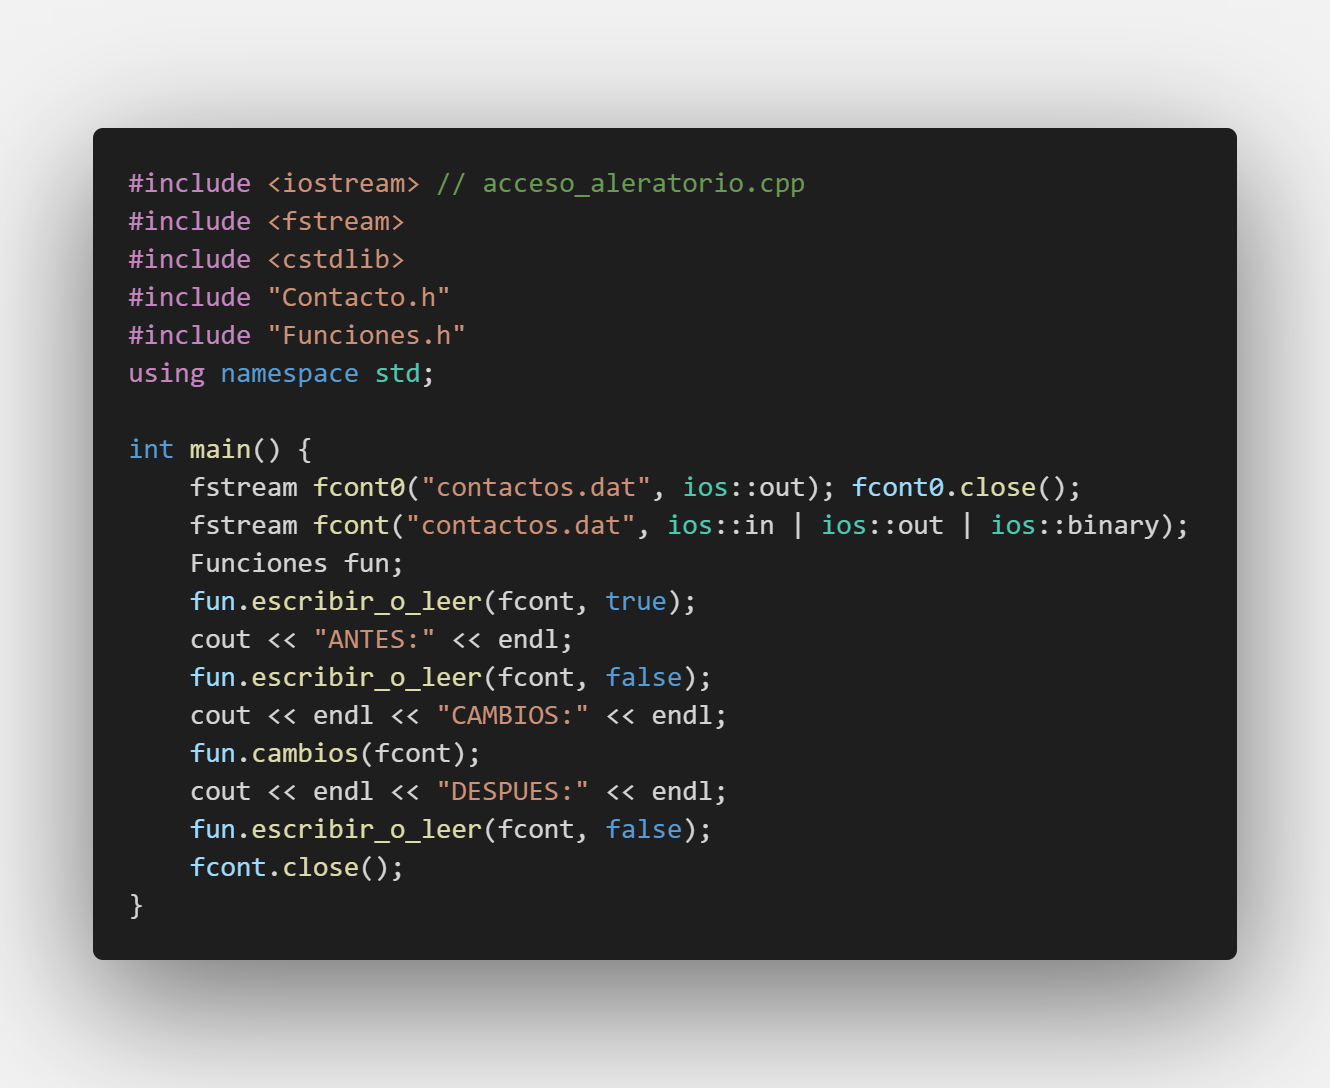 #include <iostream> // acceso_aleratorio.cpp
#include <fstream>
#include <cstdlib>
#include "Contacto.h"
#include "Funciones.h"
using namespace std;

int main() {
    fstream fcont0("contactos.dat", ios::out); fcont0.close();
    fstream fcont("contactos.dat", ios::in | ios::out | ios::binary);
    Funciones fun;
    fun.escribir_o_leer(fcont, true);
    cout << "ANTES:" << endl;
    fun.escribir_o_leer(fcont, false);
    cout << endl << "CAMBIOS:" << endl;
    fun.cambios(fcont);
    cout << endl << "DESPUES:" << endl;
    fun.escribir_o_leer(fcont, false);
    fcont.close();
}